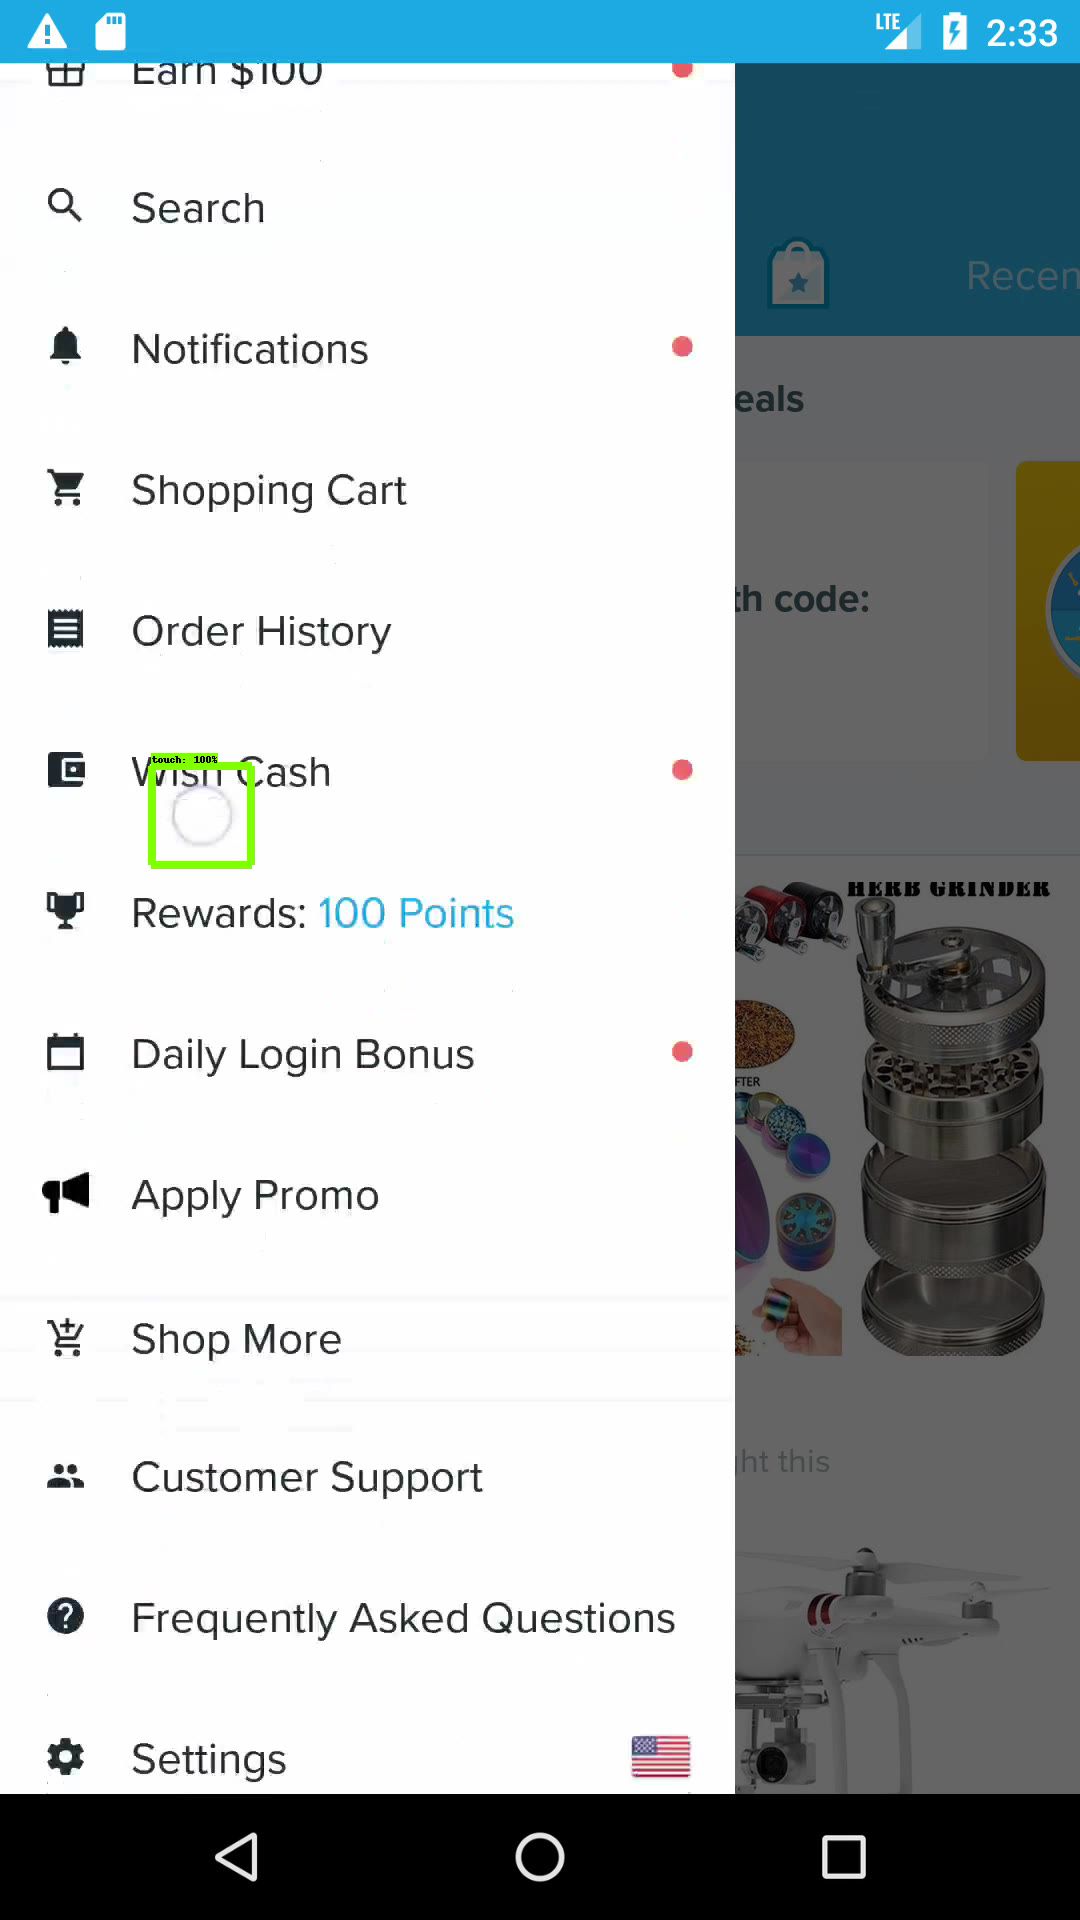 LTE 2:33
Earn $100
Search
Recen
Notifications
eals
Shopping Cart
th code:
Order History
touch: 100%
Wish Cash
HERB GRINDER
Rewards: 100 Points
Daily Login Bonus
FTER
Apply Promo
Shop More
ght this
Customer Support
Frequently Asked Questions
Settings